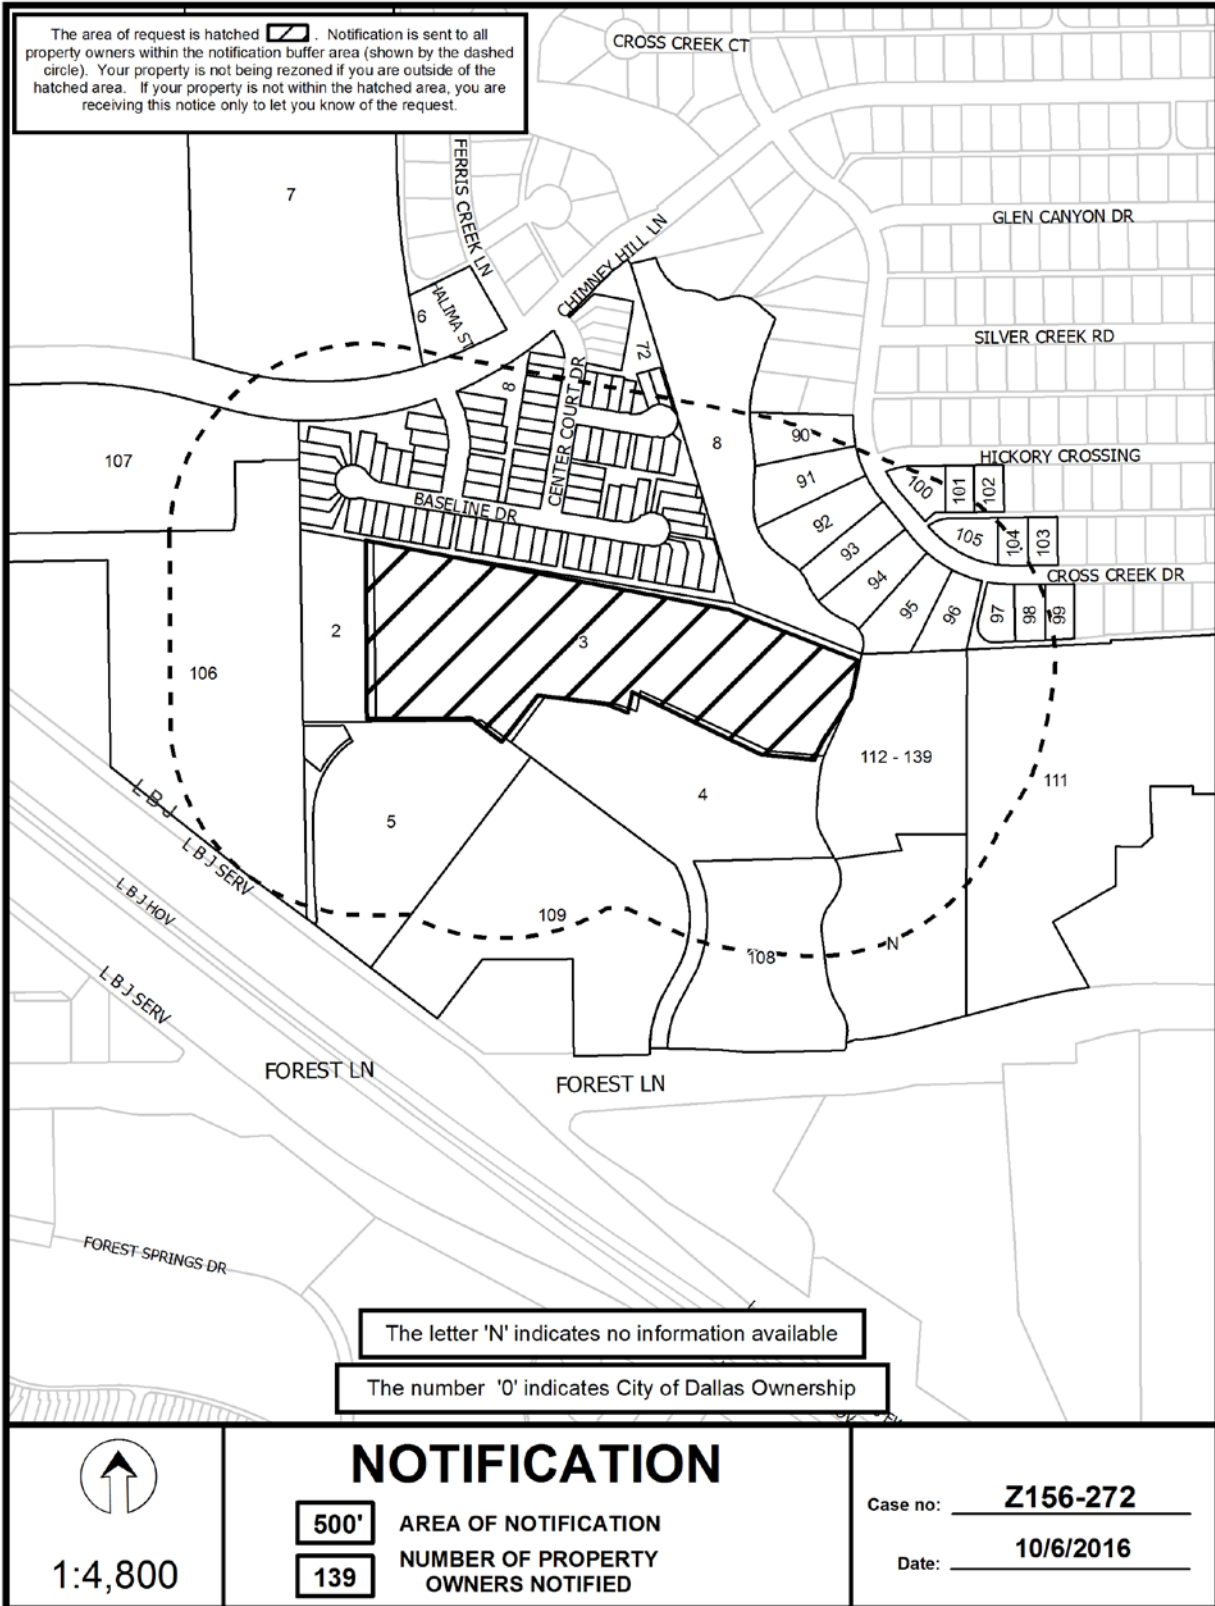 The area of request is hatched . Notification is sent to all
property owners within the notification buffer area (shown by the dashed
circle). Your property is not being rezoned if you are outside of the
hatched area. If your property is not within the hatched area, you are
receiving this notice only to let you know of the request.
CROSS CREEK CT
FERRIS CREEK LN
7
GLEN CANYON DR
CHIMNEY HILL LN
HALIMA ST
6
SILVER CREEK RD
72
8
CENTER COURT DR
8
90
HICKORY CROSSING
107
91
100
101
102
BASELINE DR
92
105
104
103
93
94
CROSS CREEK DR
95
96
97
98
99
2
3
106
112 - 139
111
4
5
L B J
L B J SERV
L B J HOV
109
N
108
L B J SERV
FOREST LN
FOREST LN
FOREST SPRINGS DR
The letter 'N' indicates no information available
The number '0' indicates City of Dallas Ownership
1:4,800
NOTIFICATION
500' AREA OF NOTIFICATION
139 NUMBER OF PROPERTY
OWNERS NOTIFIED
Case no: Z156-272
Date: 10/6/2016